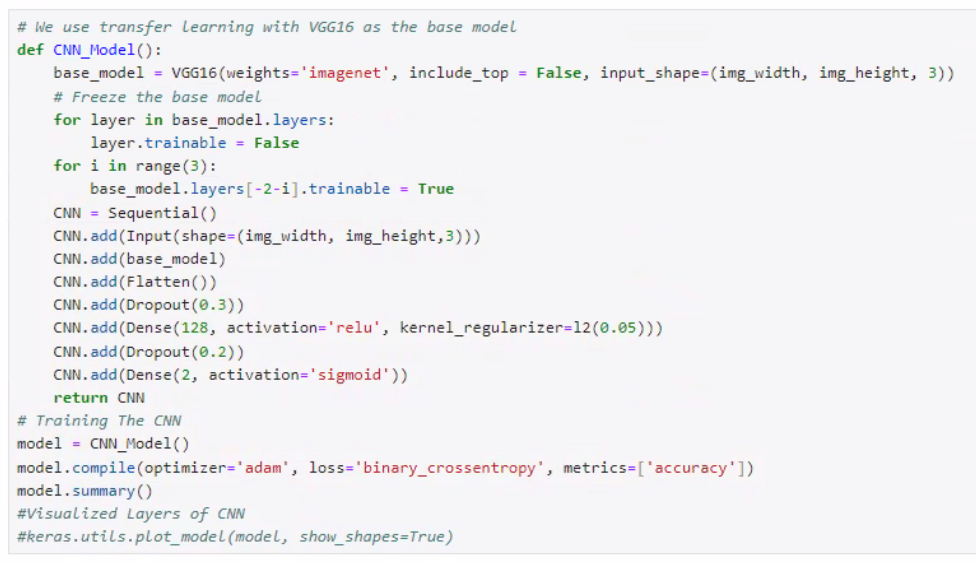 # We use transfer learning with VGG16 as the base model
def CNN_Model():
    base_model = VGG16(weights='imagenet', include_top = False, input_shape=(img_width, img_height, 3))
    # Freeze the base model
    for layer in base_model.layers:
        layer.trainable = False
    for i in range(3):
        base_model.layers[-2-i].trainable = True
    CNN = Sequential()
    CNN.add(Input(shape=(img_width, img_height,3)))
    CNN.add(base_model)
    CNN.add(Flatten())
    CNN.add(Dropout(0.3))
    CNN.add(Dense(128, activation='relu', kernel_regularizer=l2(0.05)))
    CNN.add(Dropout(0.2))
    CNN.add(Dense(2, activation='sigmoid'))
    return CNN
# Training The CNN
model = CNN_Model()
model.compile(optimizer='adam', loss='binary_crossentropy', metrics=['accuracy'])
model.summary()
#Visualized Layers of CNN
#keras.utils.plot_model(model, show_shapes=True)